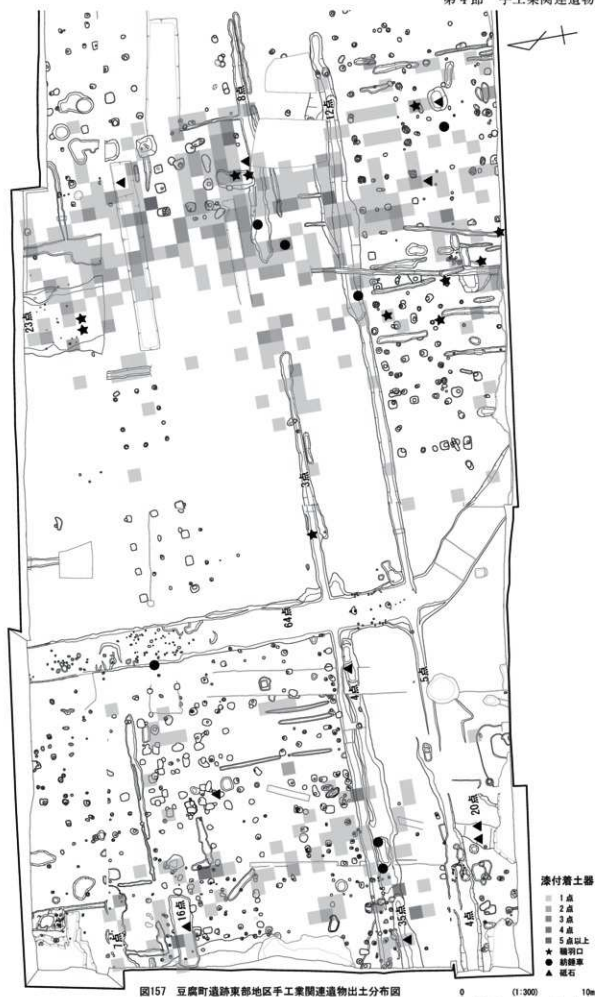 第4節 手工業関連遺物
8点
12点
23点
3点
64点
4点
5点
20点
16点
7点
35点
4点
漆付着土器
1点
2点
3点
4点
5点以上
鞴羽口
紡錘車
砥石
図157 豆腐町遺跡東部地区手工業関連遺物出土分布図
0 (1:300) 10m